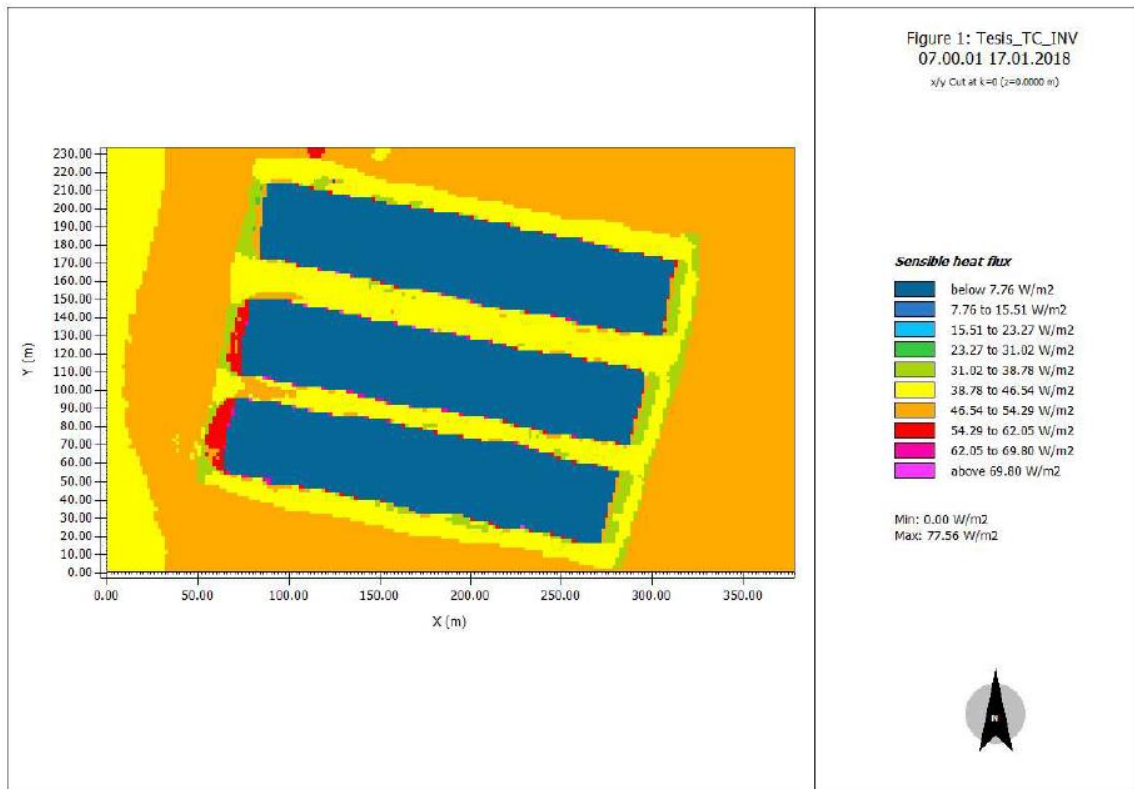 Figure 1: Tesis_TC_INV
07.00.01 17.01.2018
x/y Cut at k=0 (z=0.0000 m)
230.00
220.00
210.00
200.00
190.00
180.00
170.00
160.00
150.00
140.00
130.00
120.00
110.00
100.00
90.00
80.00
70.00
60.00
50.00
40.00
30.00
20.00
10.00
0.00
Y (m)
0.00 50.00 100.00 150.00 200.00 250.00 300.00 350.00
X (m)
Sensible heat flux
below 7.76 W/m2
7.76 to 15.51 W/m2
15.51 to 23.27 W/m2
23.27 to 31.02 W/m2
31.02 to 38.78 W/m2
38.78 to 46.54 W/m2
46.54 to 54.29 W/m2
54.29 to 62.05 W/m2
62.05 to 69.80 W/m2
above 69.80 W/m2
Min: 0.00 W/m2
Max: 77.56 W/m2
N